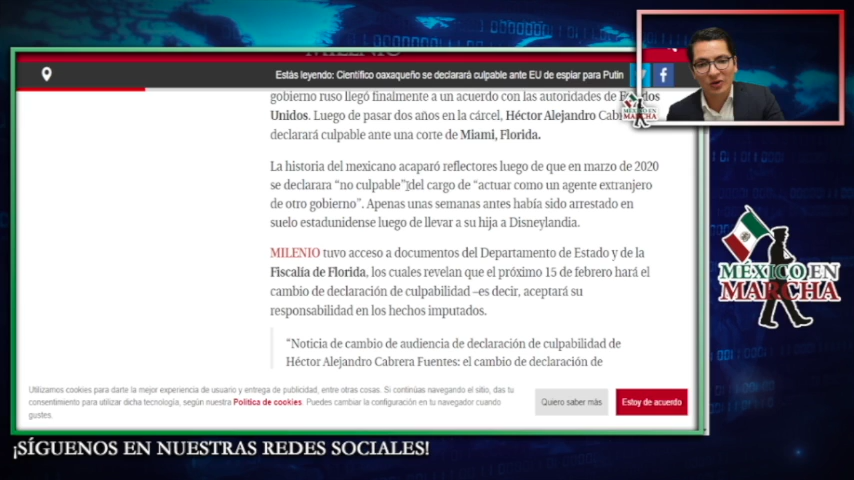 MILENIO
Estás leyendo: Científico oaxaqueño se declarará culpable ante EU de espiar para Putin
gobierno ruso llegó finalmente a un acuerdo con las autoridades de Estados
Unidos. Luego de pasar dos años en la cárcel, Héctor Alejandro
declarará culpable ante una corte de Miami, Florida.
La historia del mexicano acaparó reflectores luego de que en marzo de 2020
se declarara “no culpable” del cargo de “actuar como un agente extranjero
de otro gobierno”. Apenas unas semanas antes había sido arrestado en
suelo estadunidense luego de llevar a su hija a Disneylandia.
MILENIO tuvo acceso a documentos del Departamento de Estado y de la
Fiscalía de Florida, los cuales revelan que el próximo 15 de febrero hará el
cambio de declaración de culpabilidad –es decir, aceptará su
responsabilidad en los hechos imputados.
“Noticia de cambio de audiencia de declaración de culpabilidad de
Héctor Alejandro Cabrera Fuentes: el cambio de declaración de
Utilizamos cookies para darte la mejor experiencia de usuario y entrega de publicidad, entre otras cosas. Si continúas navegando el sitio, das tu
consentimiento para utilizar dicha tecnología, según nuestra Política de cookies. Puedes cambiar la configuración en tu navegador cuando
gustes.
Quiero saber más
Estoy de acuerdo
MÉXICO EN
MARCHA
MÉXICO EN
MARCHA
¡SÍGUENOS EN NUESTRAS REDES SOCIALES!